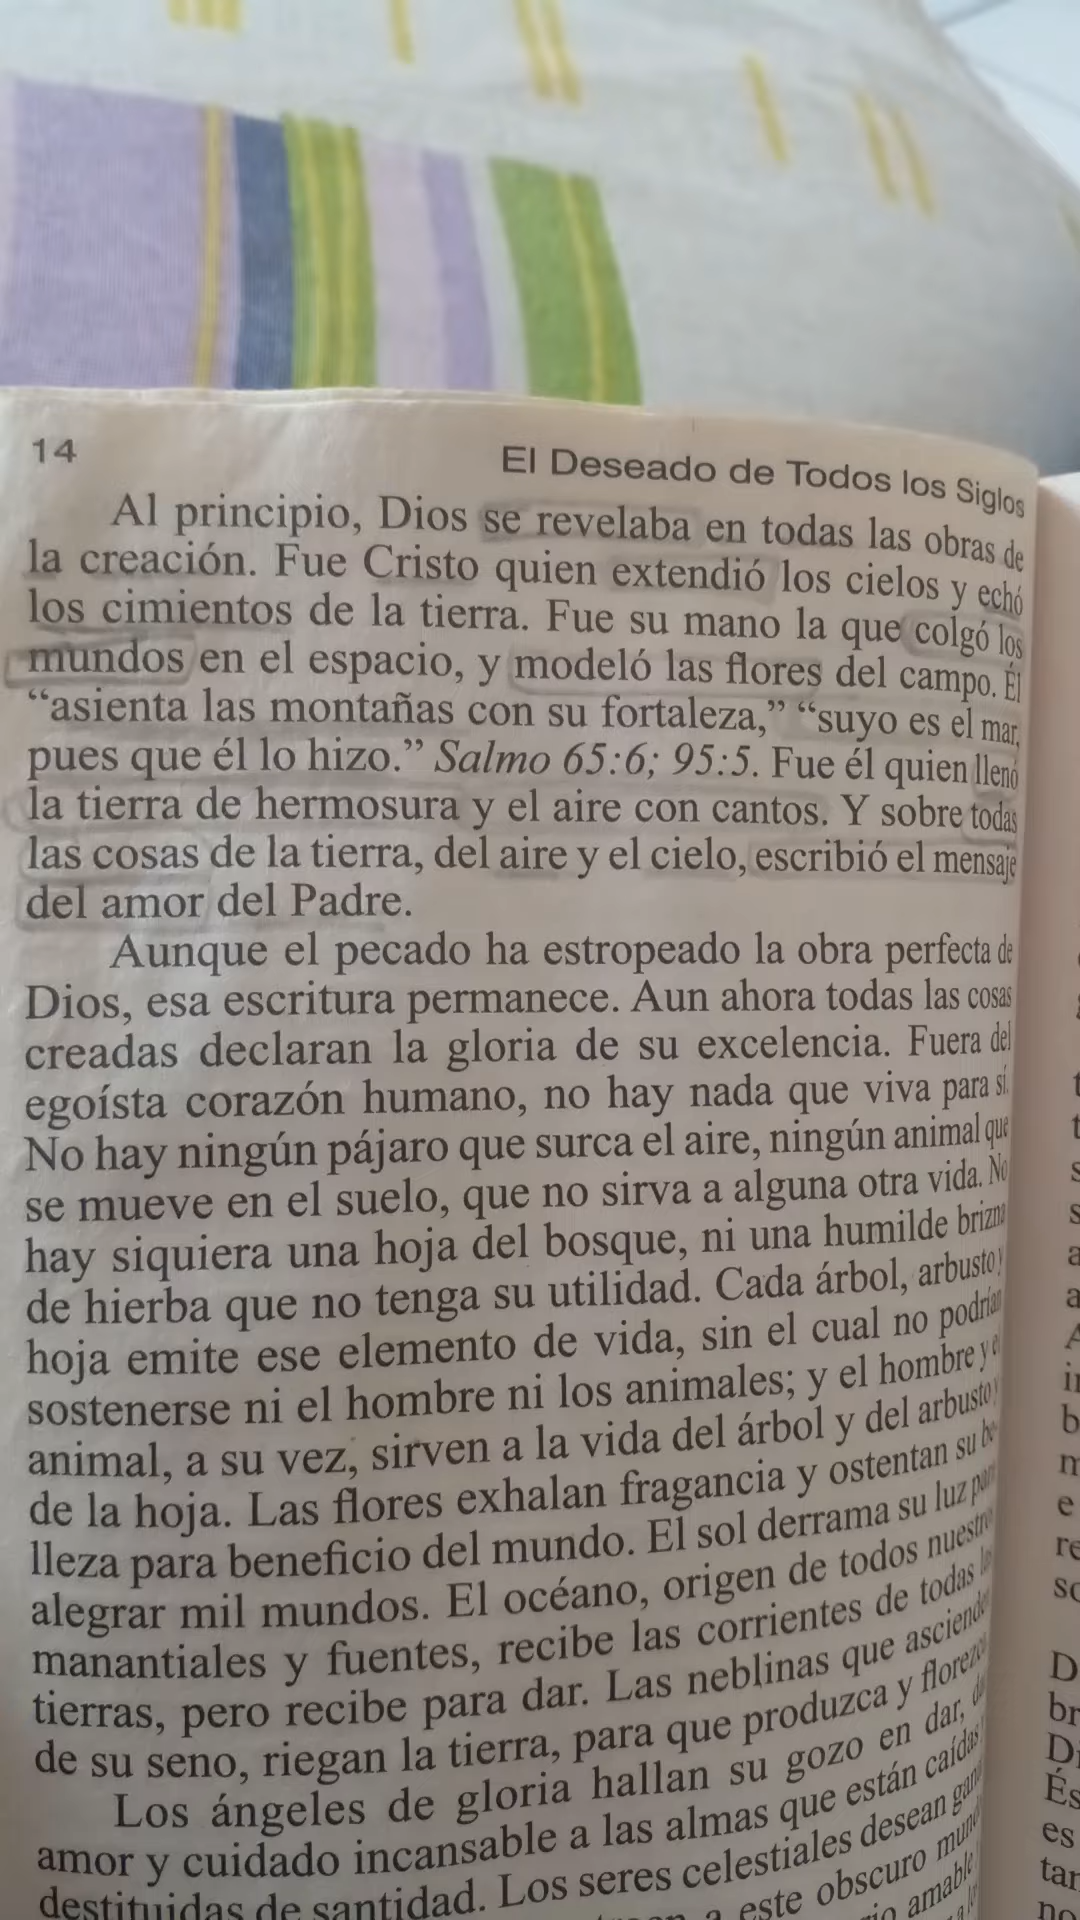 14
El Deseado de Todos los Siglos
Al principio, Dios se revelaba en todas las obras de
la creación. Fue Cristo quien extendió los cielos y echó
los cimientos de la tierra. Fue su mano la que colgó los
mundos en el espacio, y modeló las flores del campo. Él
“asienta las montañas con su fortaleza,” “suyo es el mar,
pues que él lo hizo.” Salmo 65:6; 95:5. Fue él quien llenó
la tierra de hermosura y el aire con cantos. Y sobre todas
las cosas de la tierra, del aire y el cielo, escribió el mensaje
del amor del Padre.
Aunque el pecado ha estropeado la obra perfecta de
Dios, esa escritura permanece. Aun ahora todas las cosas
creadas declaran la gloria de su excelencia. Fuera del
egoísta corazón humano, no hay nada que viva para sí.
No hay ningún pájaro que surca el aire, ningún animal que
se mueve en el suelo, que no sirva a alguna otra vida. No
hay siquiera una hoja del bosque, ni una humilde brizna
de hierba que no tenga su utilidad. Cada árbol, arbusto y
hoja emite ese elemento de vida, sin el cual no podrían
sostenerse ni el hombre ni los animales; y el hombre y el
animal, a su vez, sirven a la vida del árbol y del arbusto y
de la hoja. Las flores exhalan fragancia y ostentan su be-
lleza para beneficio del mundo. El sol derrama su luz para
alegrar mil mundos. El océano, origen de todos nuestro
manantiales y fuentes, recibe las corrientes de todas las
tierras, pero recibe para dar. Las neblinas que ascienden
de su seno, riegan la tierra, para que produzca y florezca
Los ángeles de gloria hallan su gozo en dar,
amor y cuidado incansable a las almas que están caídas
destituidas de santidad. Los seres celestiales desean
a este obscuro
amable